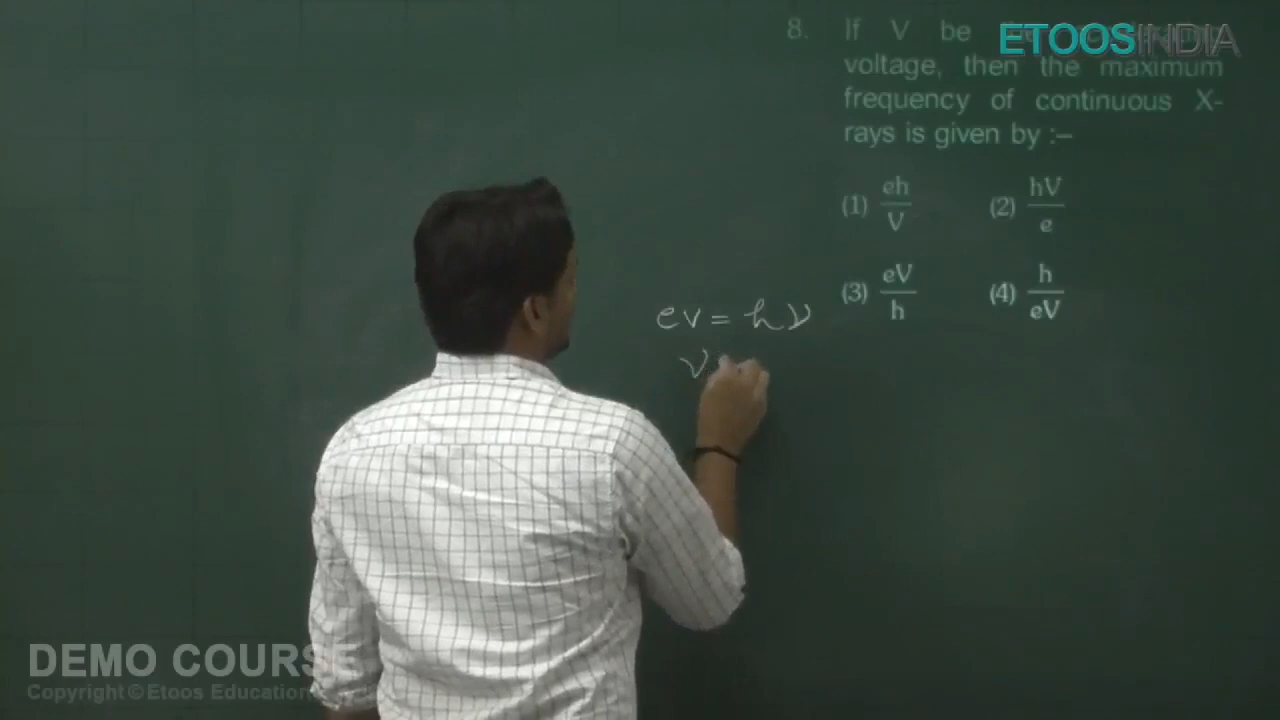 8. If V be the
ETOOSINDIA
voltage, then the maximum
frequency of continuous X-
rays is given by :–
(1) eh/V (2) hV/e
(3) eV/h (4) h/eV
ev = hν
ν
DEMO COURSE
Copyright © Etoos Education